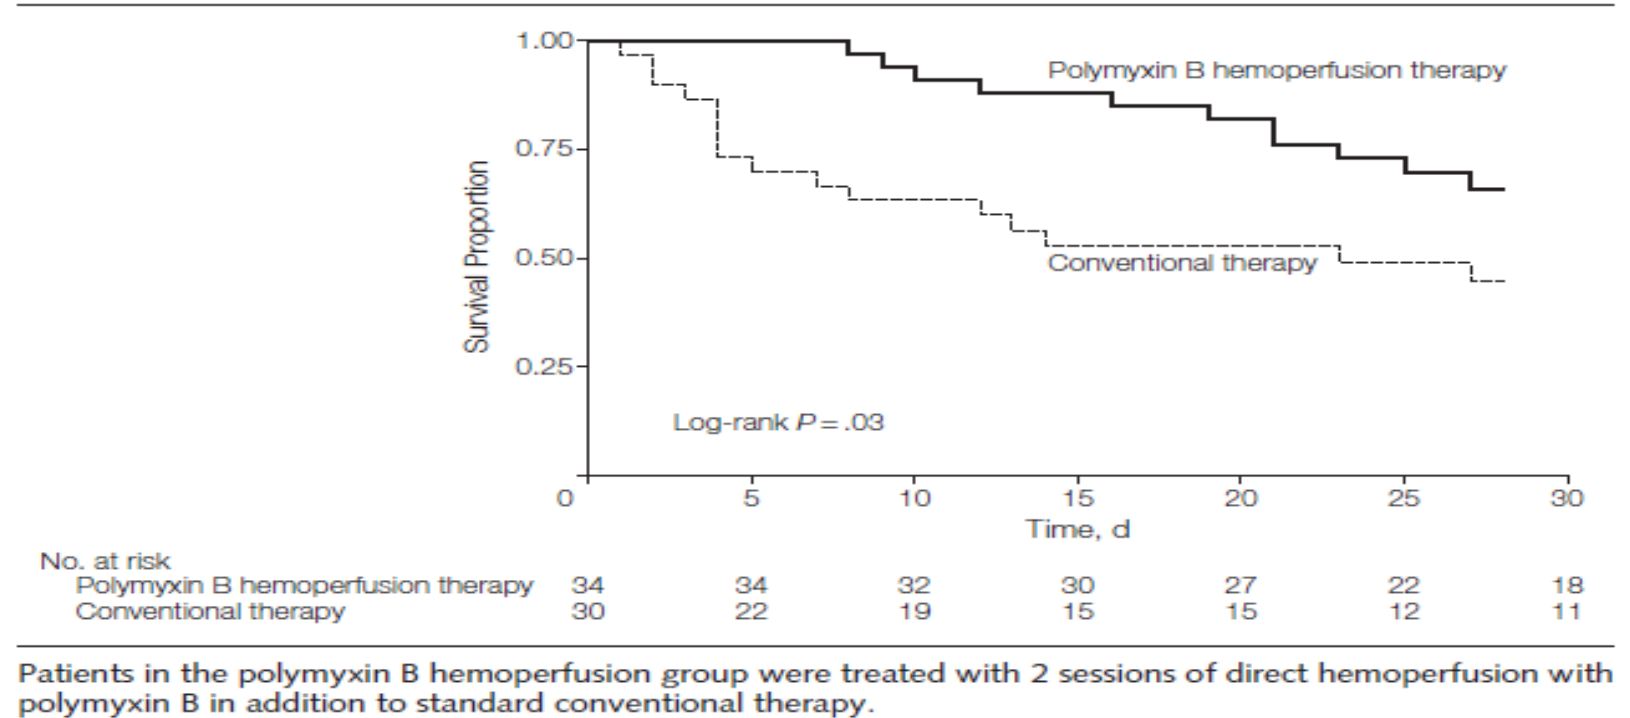 1.00
Polymyxin B hemoperfusion therapy
0.75
Survival Proportion
0.50
Conventional therapy
0.25
Log-rank P = .03
0 5 10 15 20 25 30
Time, d
No. at risk
Polymyxin B hemoperfusion therapy 34 34 32 30 27 22 18
Conventional therapy 30 22 19 15 15 12 11
Patients in the polymyxin B hemoperfusion group were treated with 2 sessions of direct hemoperfusion with
polymyxin B in addition to standard conventional therapy.